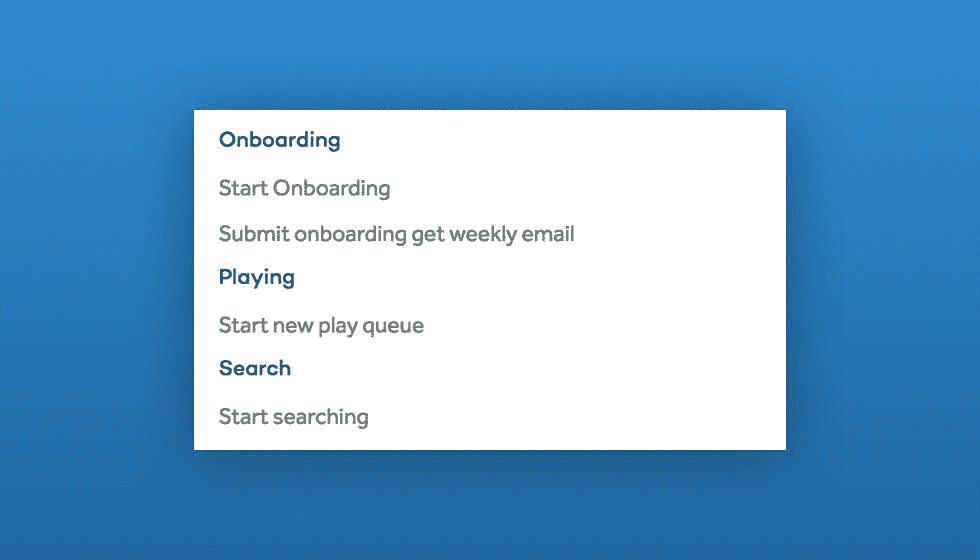 Onboarding
Start Onboarding
Submit onboarding get weekly email
Playing
Start new play queue
Search
Start searching